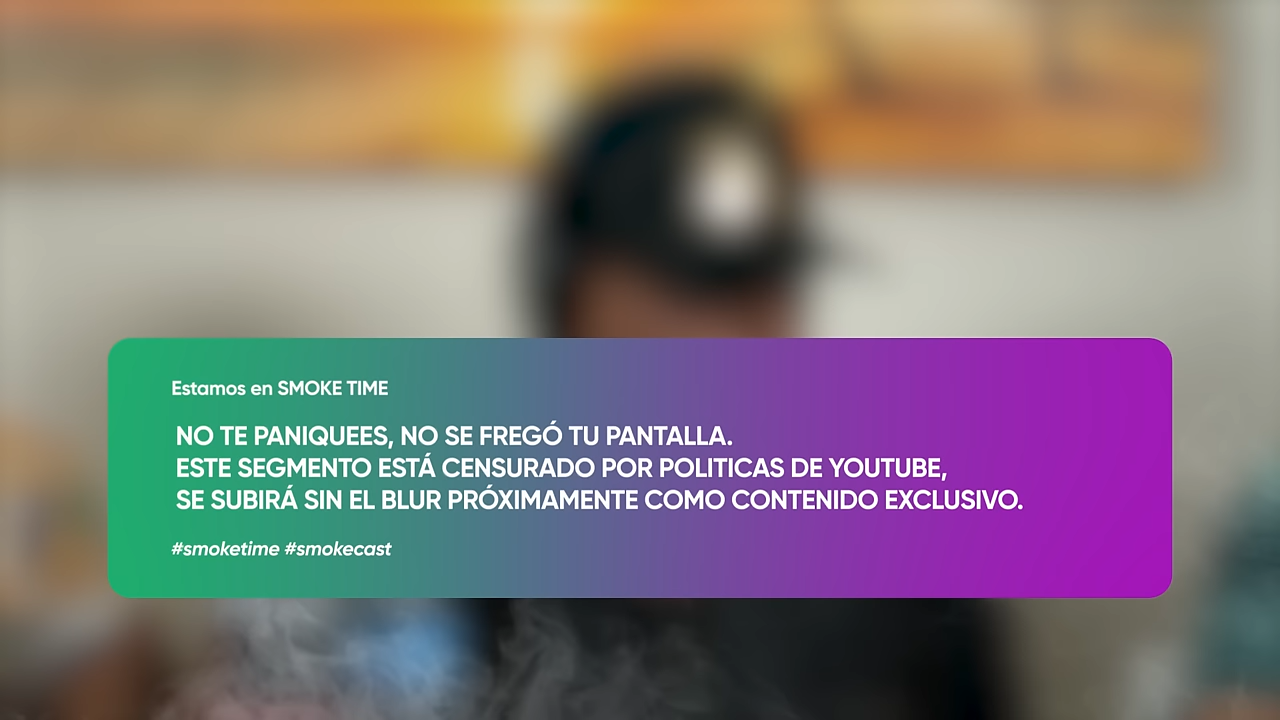 Estamos en SMOKE TIME
NO TE PANIQUEES, NO SE FREGÓ TU PANTALLA.
ESTE SEGMENTO ESTÁ CENSURADO POR POLITICAS DE YOUTUBE,
SE SUBIRÁ SIN EL BLUR PRÓXIMAMENTE COMO CONTENIDO EXCLUSIVO.
#smoketime #smokecast